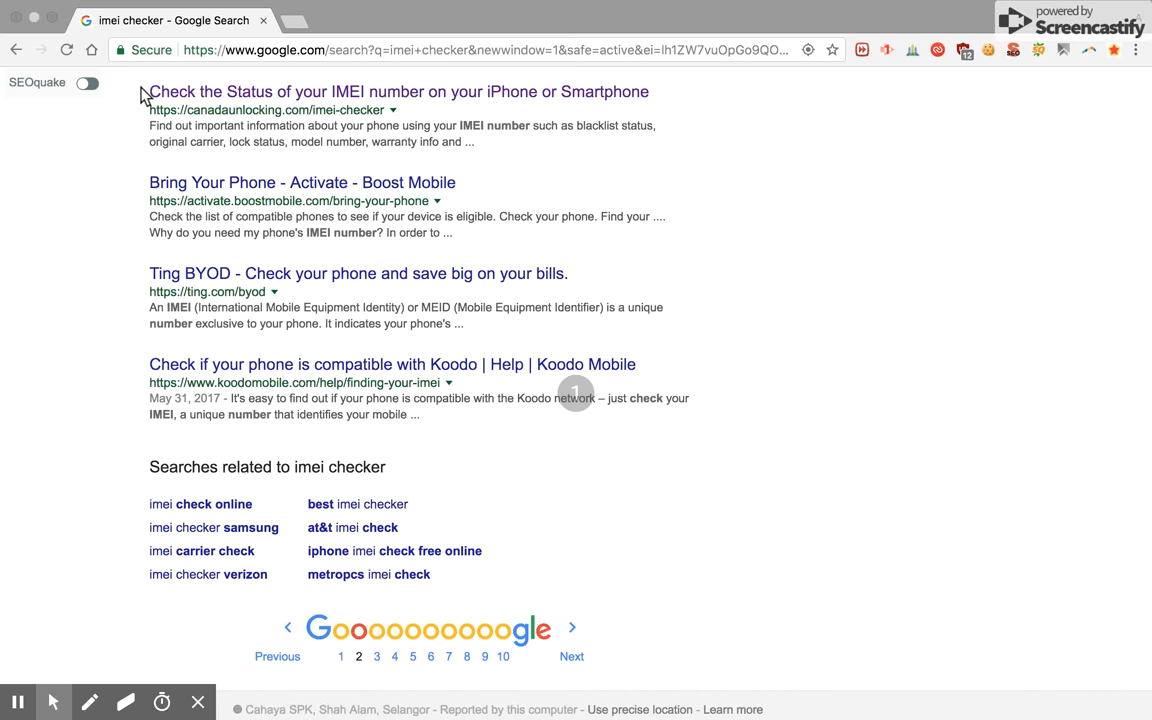 imei checker - Google Search
powered by
Screencastify
Secure https://www.google.com/search?q=imei+checker&newwindow=1&safe=active&ei=lh1ZW7vuOpGo9QO...
12
SEO
SEOquake
Check the Status of your IMEI number on your iPhone or Smartphone
https://canadaunlocking.com/imei-checker
Find out important information about your phone using your IMEI number such as blacklist status,
original carrier, lock status, model number, warranty info and ...
Bring Your Phone - Activate - Boost Mobile
https://activate.boostmobile.com/bring-your-phone
Check the list of compatible phones to see if your device is eligible. Check your phone. Find your ....
Why do you need my phone's IMEI number? In order to ...
Ting BYOD - Check your phone and save big on your bills.
https://ting.com/byod
An IMEI (International Mobile Equipment Identity) or MEID (Mobile Equipment Identifier) is a unique
number exclusive to your phone. It indicates your phone's ...
Check if your phone is compatible with Koodo | Help | Koodo Mobile
https://www.koodomobile.com/help/finding-your-imei
May 31, 2017 - It's easy to find out if your phone is compatible with the Koodo network – just check your
IMEI, a unique number that identifies your mobile ...
1
Searches related to imei checker
imei check online best imei checker
imei checker samsung at&t imei check
imei carrier check iphone imei check free online
imei checker verizon metropcs imei check
Goooooooooogle
Previous 1 2 3 4 5 6 7 8 9 10 Next
Cahaya SPK, Shah Alam, Selangor - Reported by this computer - Use precise location - Learn more